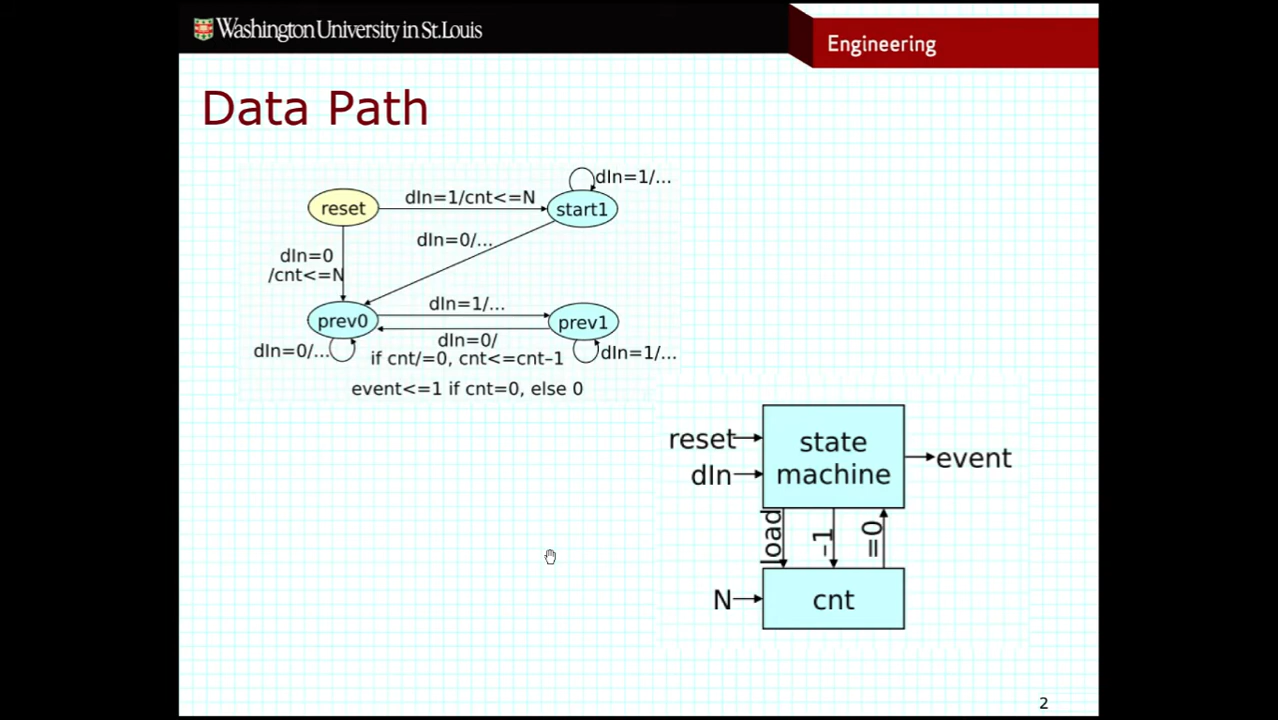 Washington University in St.Louis
Engineering
Data Path
dIn=1/...
reset
dIn=1/cnt<=N
start1
dIn=0/...
dIn=0
/cnt<=N
dIn=1/...
prev0
prev1
dIn=0/
dIn=0/...
if cnt/=0, cnt<=cnt–1
dIn=1/...
event<=1 if cnt=0, else 0
reset
dIn
state
machine
event
load
–1
=0
N
cnt
2